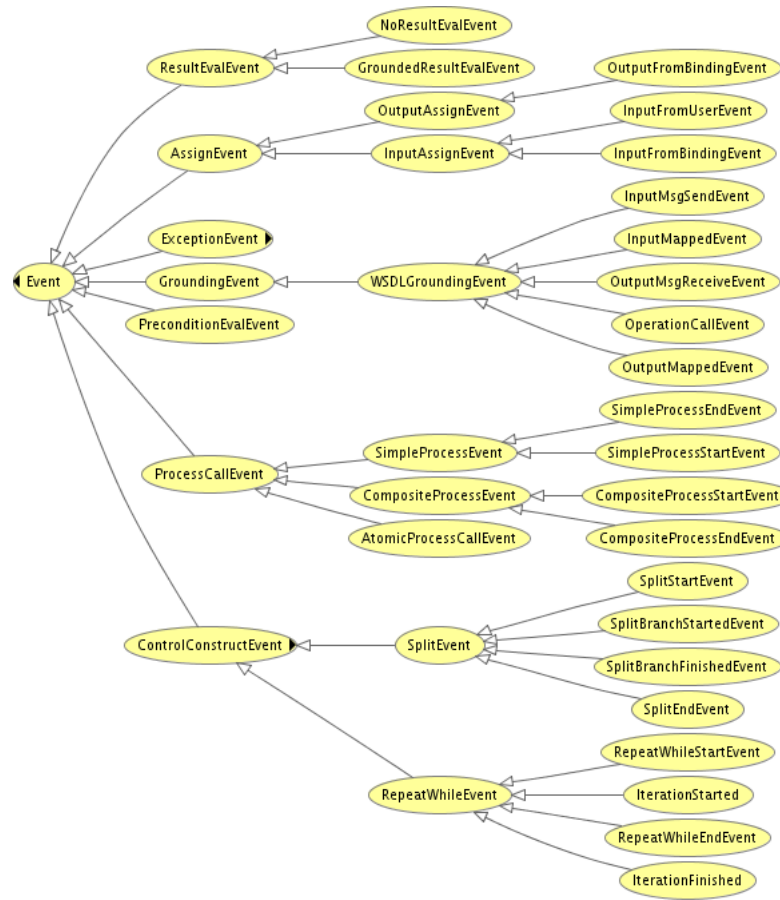 NoResultEvalEvent
ResultEvalEvent
GroundedResultEvalEvent
OutputFromBindingEvent
OutputAssignEvent
InputFromUserEvent
AssignEvent
InputAssignEvent
InputFromBindingEvent
InputMsgSendEvent
ExceptionEvent
InputMappedEvent
Event
GroundingEvent
WSDLGroundingEvent
OutputMsgReceiveEvent
PreconditionEvalEvent
OperationCallEvent
OutputMappedEvent
SimpleProcessEndEvent
SimpleProcessEvent
SimpleProcessStartEvent
ProcessCallEvent
CompositeProcessEvent
CompositeProcessStartEvent
AtomicProcessCallEvent
CompositeProcessEndEvent
SplitStartEvent
SplitBranchStartedEvent
ControlConstructEvent
SplitEvent
SplitBranchFinishedEvent
SplitEndEvent
RepeatWhileStartEvent
RepeatWhileEvent
IterationStarted
RepeatWhileEndEvent
IterationFinished